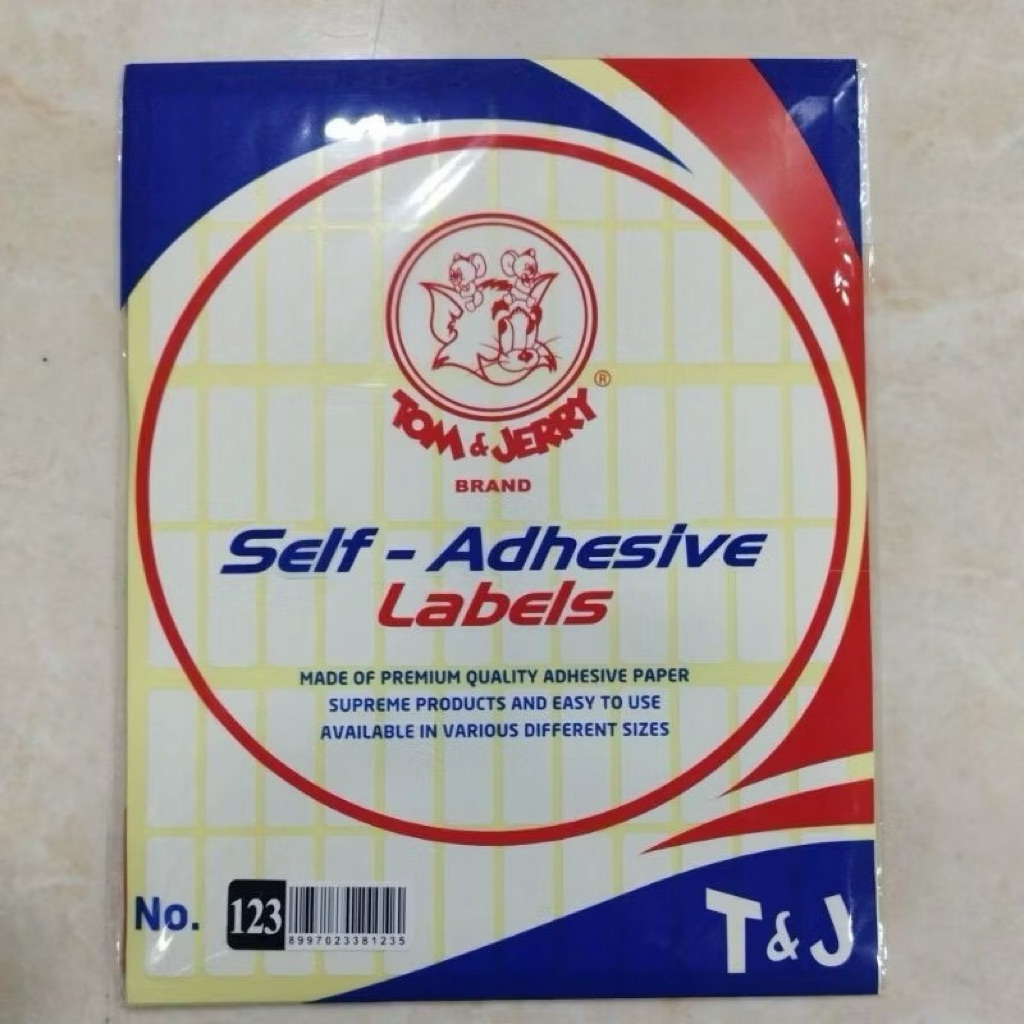 TOM & JERRY ®
BRAND
Self - Adhesive
Labels
MADE OF PREMIUM QUALITY ADHESIVE PAPER
SUPREME PRODUCTS AND EASY TO USE
AVAILABLE IN VARIOUS DIFFERENT SIZES
No. 123
8997023381235
T & J